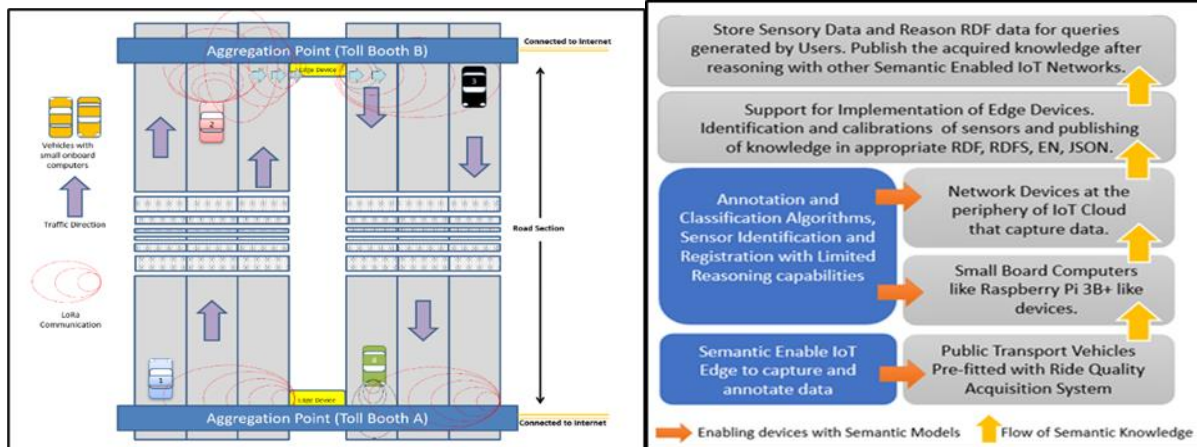 Aggregation Point (Toll Booth B)
Connected to Internet
Edge Device
2
3
Vehicles with
small onboard
computers
Traffic Direction
Road Section
LoRa
Communication
1
4
Edge Device
Aggregation Point (Toll Booth A)
Connected to Internet
Store Sensory Data and Reason RDF data for queries
generated by Users. Publish the acquired knowledge after
reasoning with other Semantic Enabled IoT Networks.
Support for Implementation of Edge Devices.
Identification and calibrations of sensors and publishing
of knowledge in appropriate RDF, RDFS, EN, JSON.
Annotation and
Classification Algorithms,
Sensor Identification and
Registration with Limited
Reasoning capabilities
Network Devices at the
periphery of IoT Cloud
that capture data.
Small Board Computers
like Raspberry Pi 3B+ like
devices.
Semantic Enable IoT
Edge to capture and
annotate data
Public Transport Vehicles
Pre-fitted with Ride Quality
Acquisition System
Enabling devices with Semantic Models
Flow of Semantic Knowledge